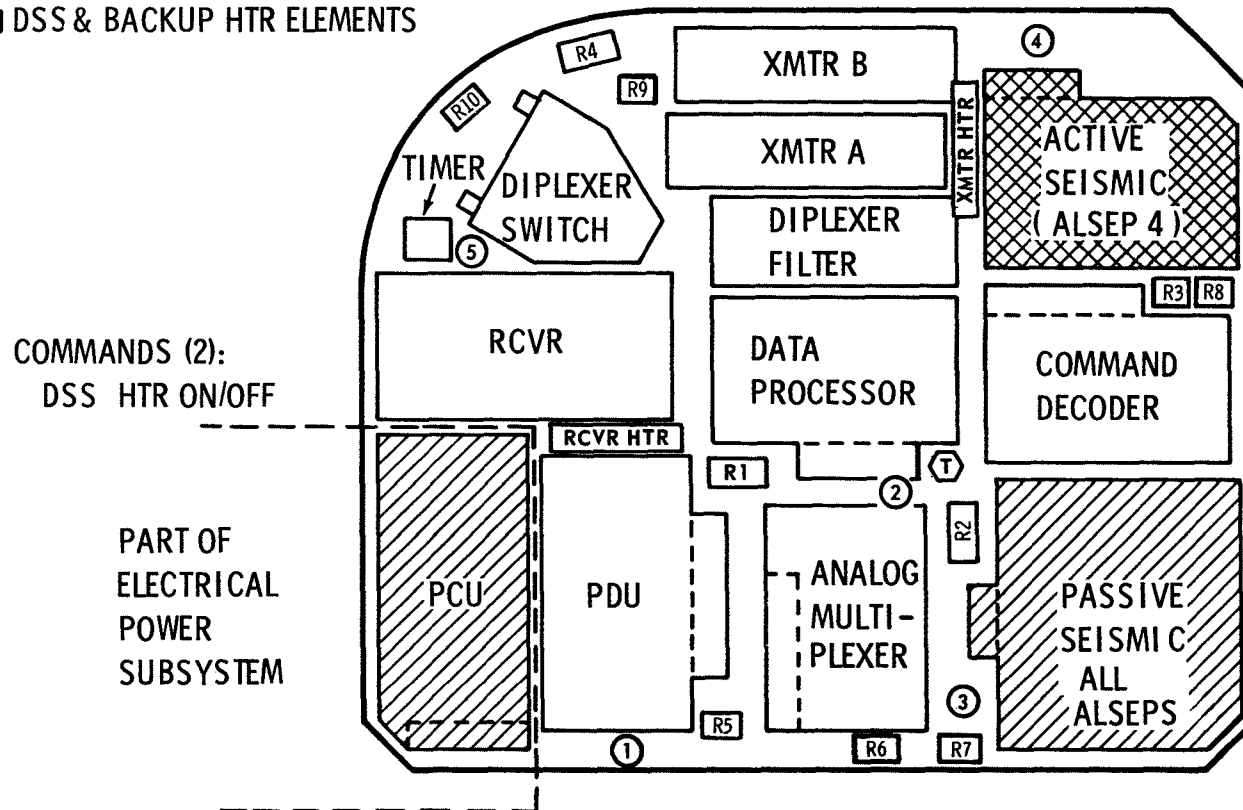 DSS & BACKUP HTR ELEMENTS
R4
XMTR B
4
R9
R10
XMTR HTR
XMTR A
ACTIVE
SEISMIC
(ALSEP 4)
TIMER
DIPLEXER
SWITCH
5
DIPLEXER
FILTER
R3
R8
RCVR
DATA
PROCESSOR
COMMAND
DECODER
COMMANDS (2):
DSS HTR ON/OFF
RCVR HTR
R1
T
2
R2
PART OF
ELECTRICAL
POWER
SUBSYSTEM
PCU
PDU
ANALOG
MULTI-
PLEXER
PASSIVE
SEISMIC
ALL
ALSEPS
3
R5
1
R6
R7